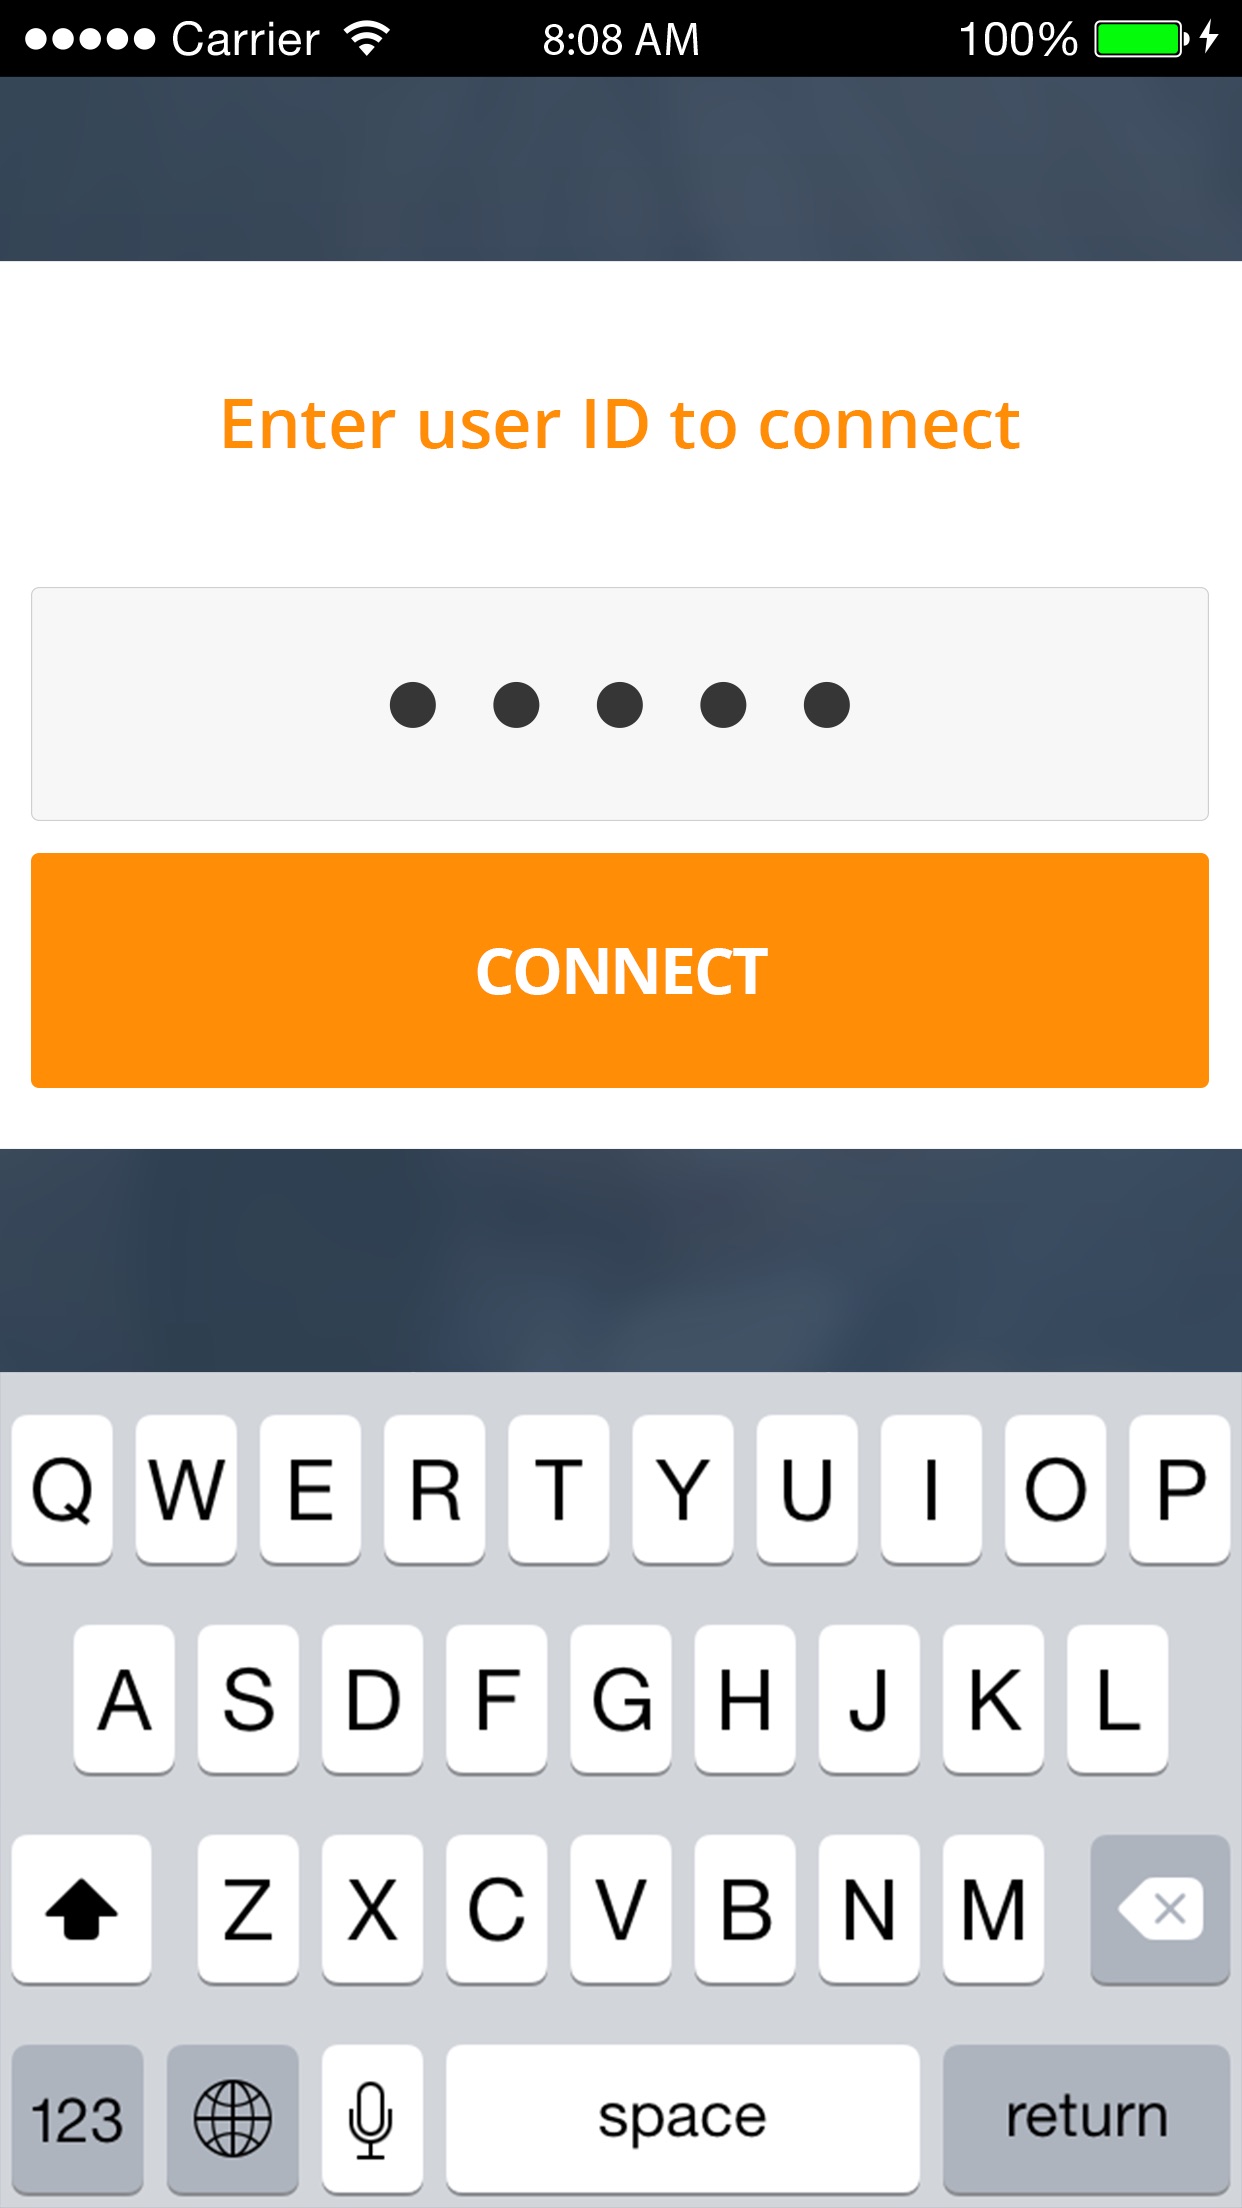 Carrier 8:08 AM 100%
Enter user ID to connect
CONNECT
Q W E R T Y U I O P
A S D F G H J K L
Z X C V B N M
123 space return